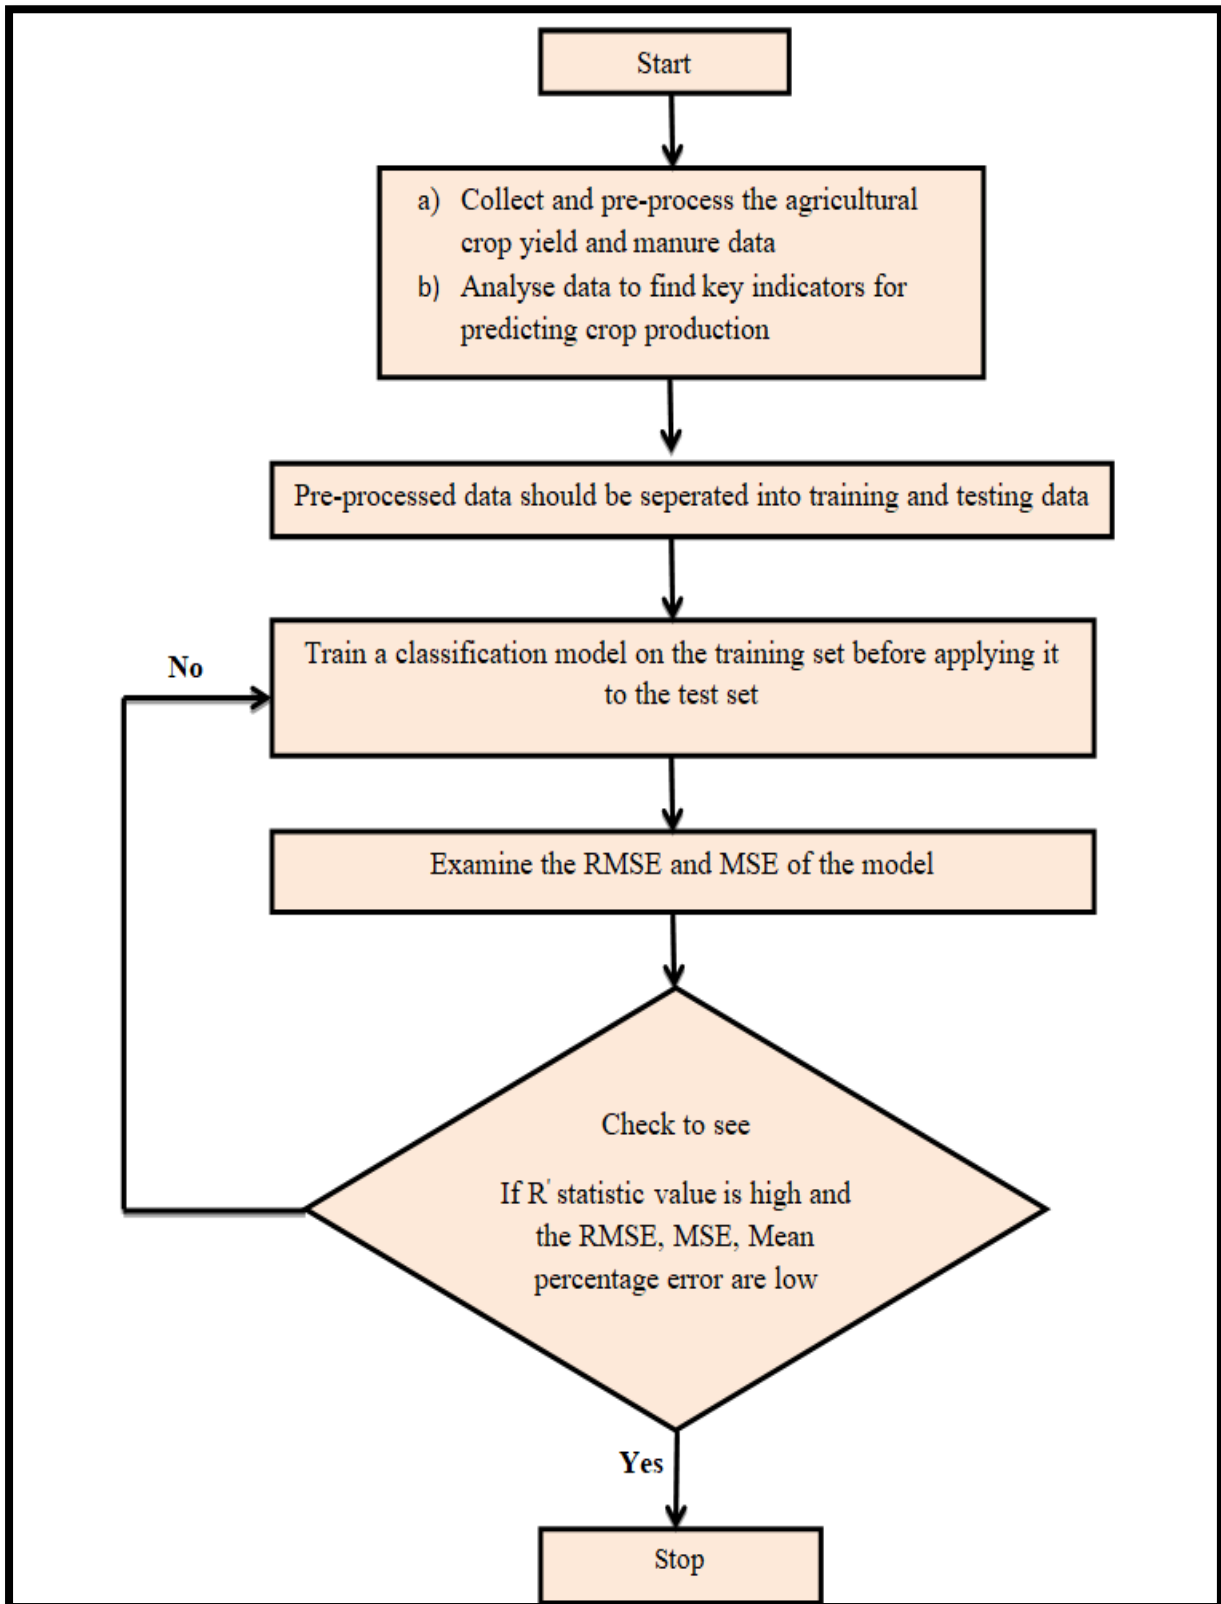 Start
a) Collect and pre-process the agricultural
crop yield and manure data
b) Analyse data to find key indicators for
predicting crop production
Pre-processed data should be seperated into training and testing data
No
Train a classification model on the training set before applying it
to the test set
Examine the RMSE and MSE of the model
Check to see
If R' statistic value is high and
the RMSE, MSE, Mean
percentage error are low
Yes
Stop